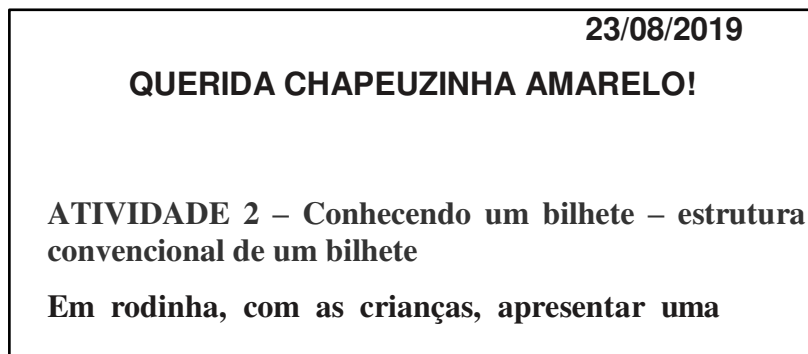 23/08/2019
QUERIDA CHAPEUZINHA AMARELO!
ATIVIDADE 2 – Conhecendo um bilhete – estrutura
convencional de um bilhete
Em rodinha, com as crianças, apresentar uma